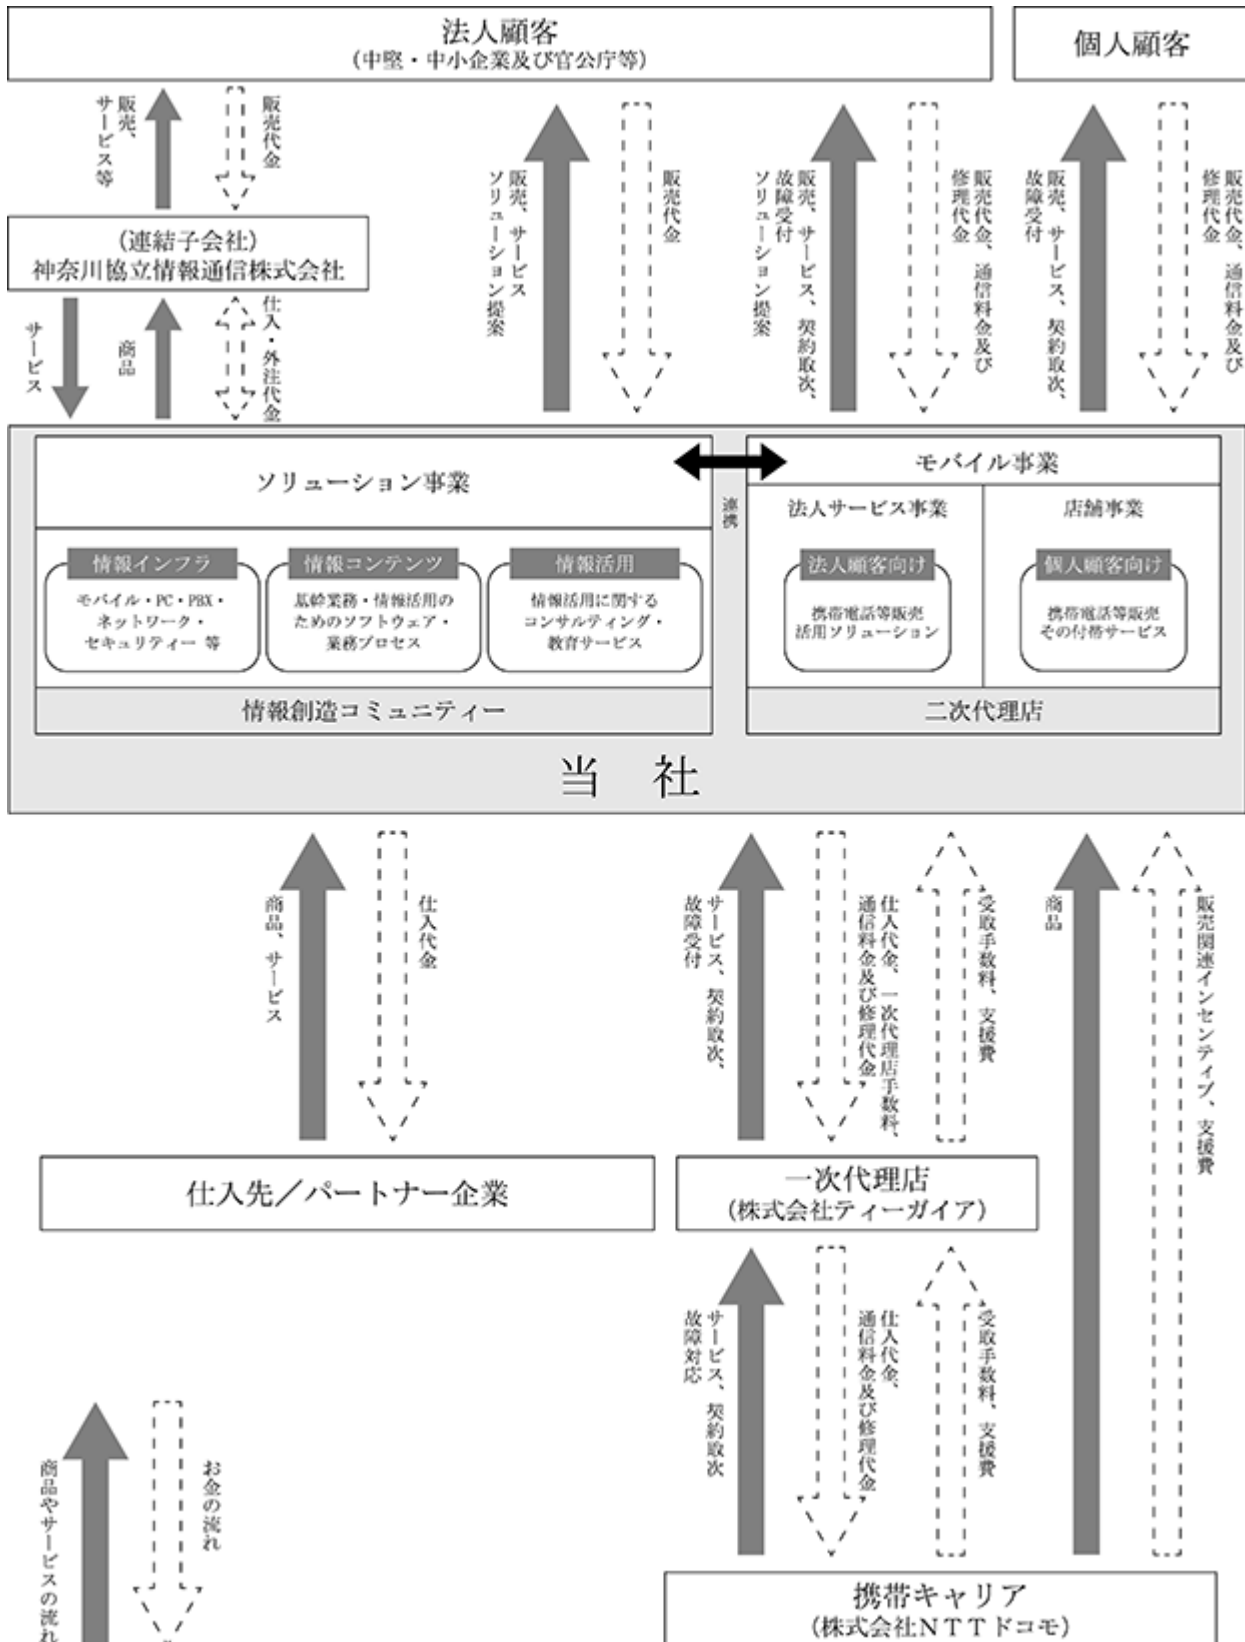 法人顧客
（中堅・中小企業及び官公庁等）
個人顧客
販売、
サービス等
販売代金
販売、サービス
ソリューション提案
販売代金
販売、サービス、契約取次、
故障受付
ソリューション提案
販売代金、通信料金及び
修理代金
販売、サービス、契約取次、
故障受付
販売代金、通信料金及び
修理代金
（連結子会社）
神奈川協立情報通信株式会社
サービス
商品
仕入・外注代金
ソリューション事業
連携
モバイル事業
法人サービス事業
店舗事業
情報インフラ
モバイル・PC・PBX・
ネットワーク・
セキュリティー 等
情報コンテンツ
基幹業務・情報活用の
ためのソフトウェア・
業務プロセス
情報活用
情報活用に関する
コンサルティング・
教育サービス
法人顧客向け
携帯電話等販売
活用ソリューション
個人顧客向け
携帯電話等販売
その付帯サービス
情報創造コミュニティー
二次代理店
当 社
商品、サービス
仕入代金
サービス、契約取次、
故障受付
仕入代金、一次代理店手数料、
通信料金及び修理代金
受取手数料、支援費
商品
販売関連インセンティブ、支援費
仕入先／パートナー企業
一次代理店
（株式会社ティーガイア）
サービス、契約取次
故障対応
仕入代金、
通信料金及び修理代金
受取手数料、支援費
商品やサービスの流れ
お金の流れ
携帯キャリア
（株式会社ＮＴＴドコモ）